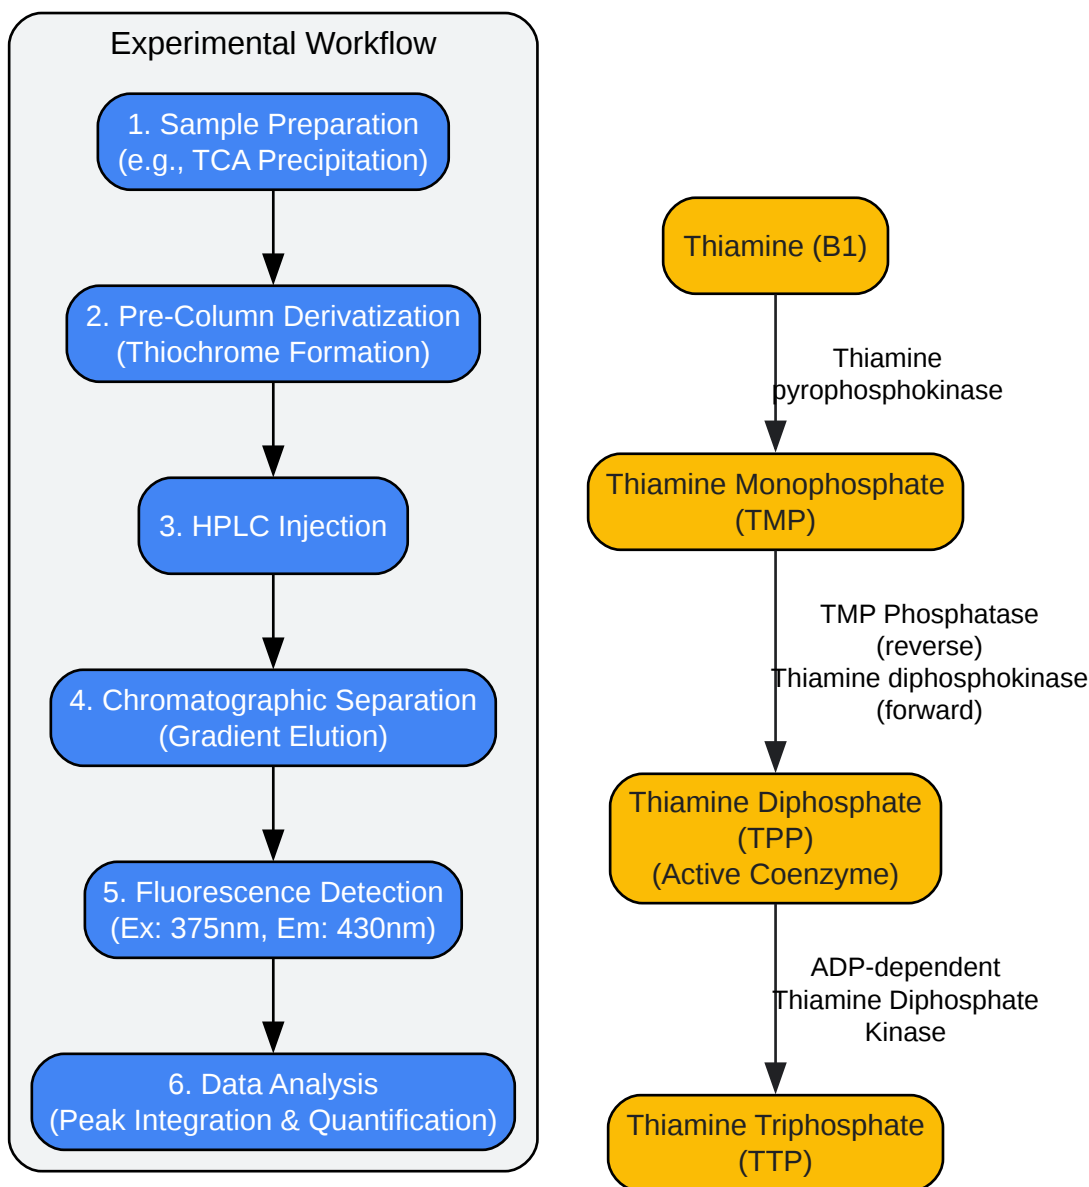 Experimental Workflow
1. Sample Preparation
(e.g., TCA Precipitation)
2. Pre-Column Derivatization
(Thiochrome Formation)
3. HPLC Injection
4. Chromatographic Separation
(Gradient Elution)
5. Fluorescence Detection
(Ex: 375nm, Em: 430nm)
6. Data Analysis
(Peak Integration & Quantification)
Thiamine (B1)
Thiamine
pyrophosphokinase
Thiamine Monophosphate
(TMP)
TMP Phosphatase
(reverse)
Thiamine diphosphokinase
(forward)
Thiamine Diphosphate
(TPP)
(Active Coenzyme)
ADP-dependent
Thiamine Diphosphate
Kinase
Thiamine Triphosphate
(TTP)